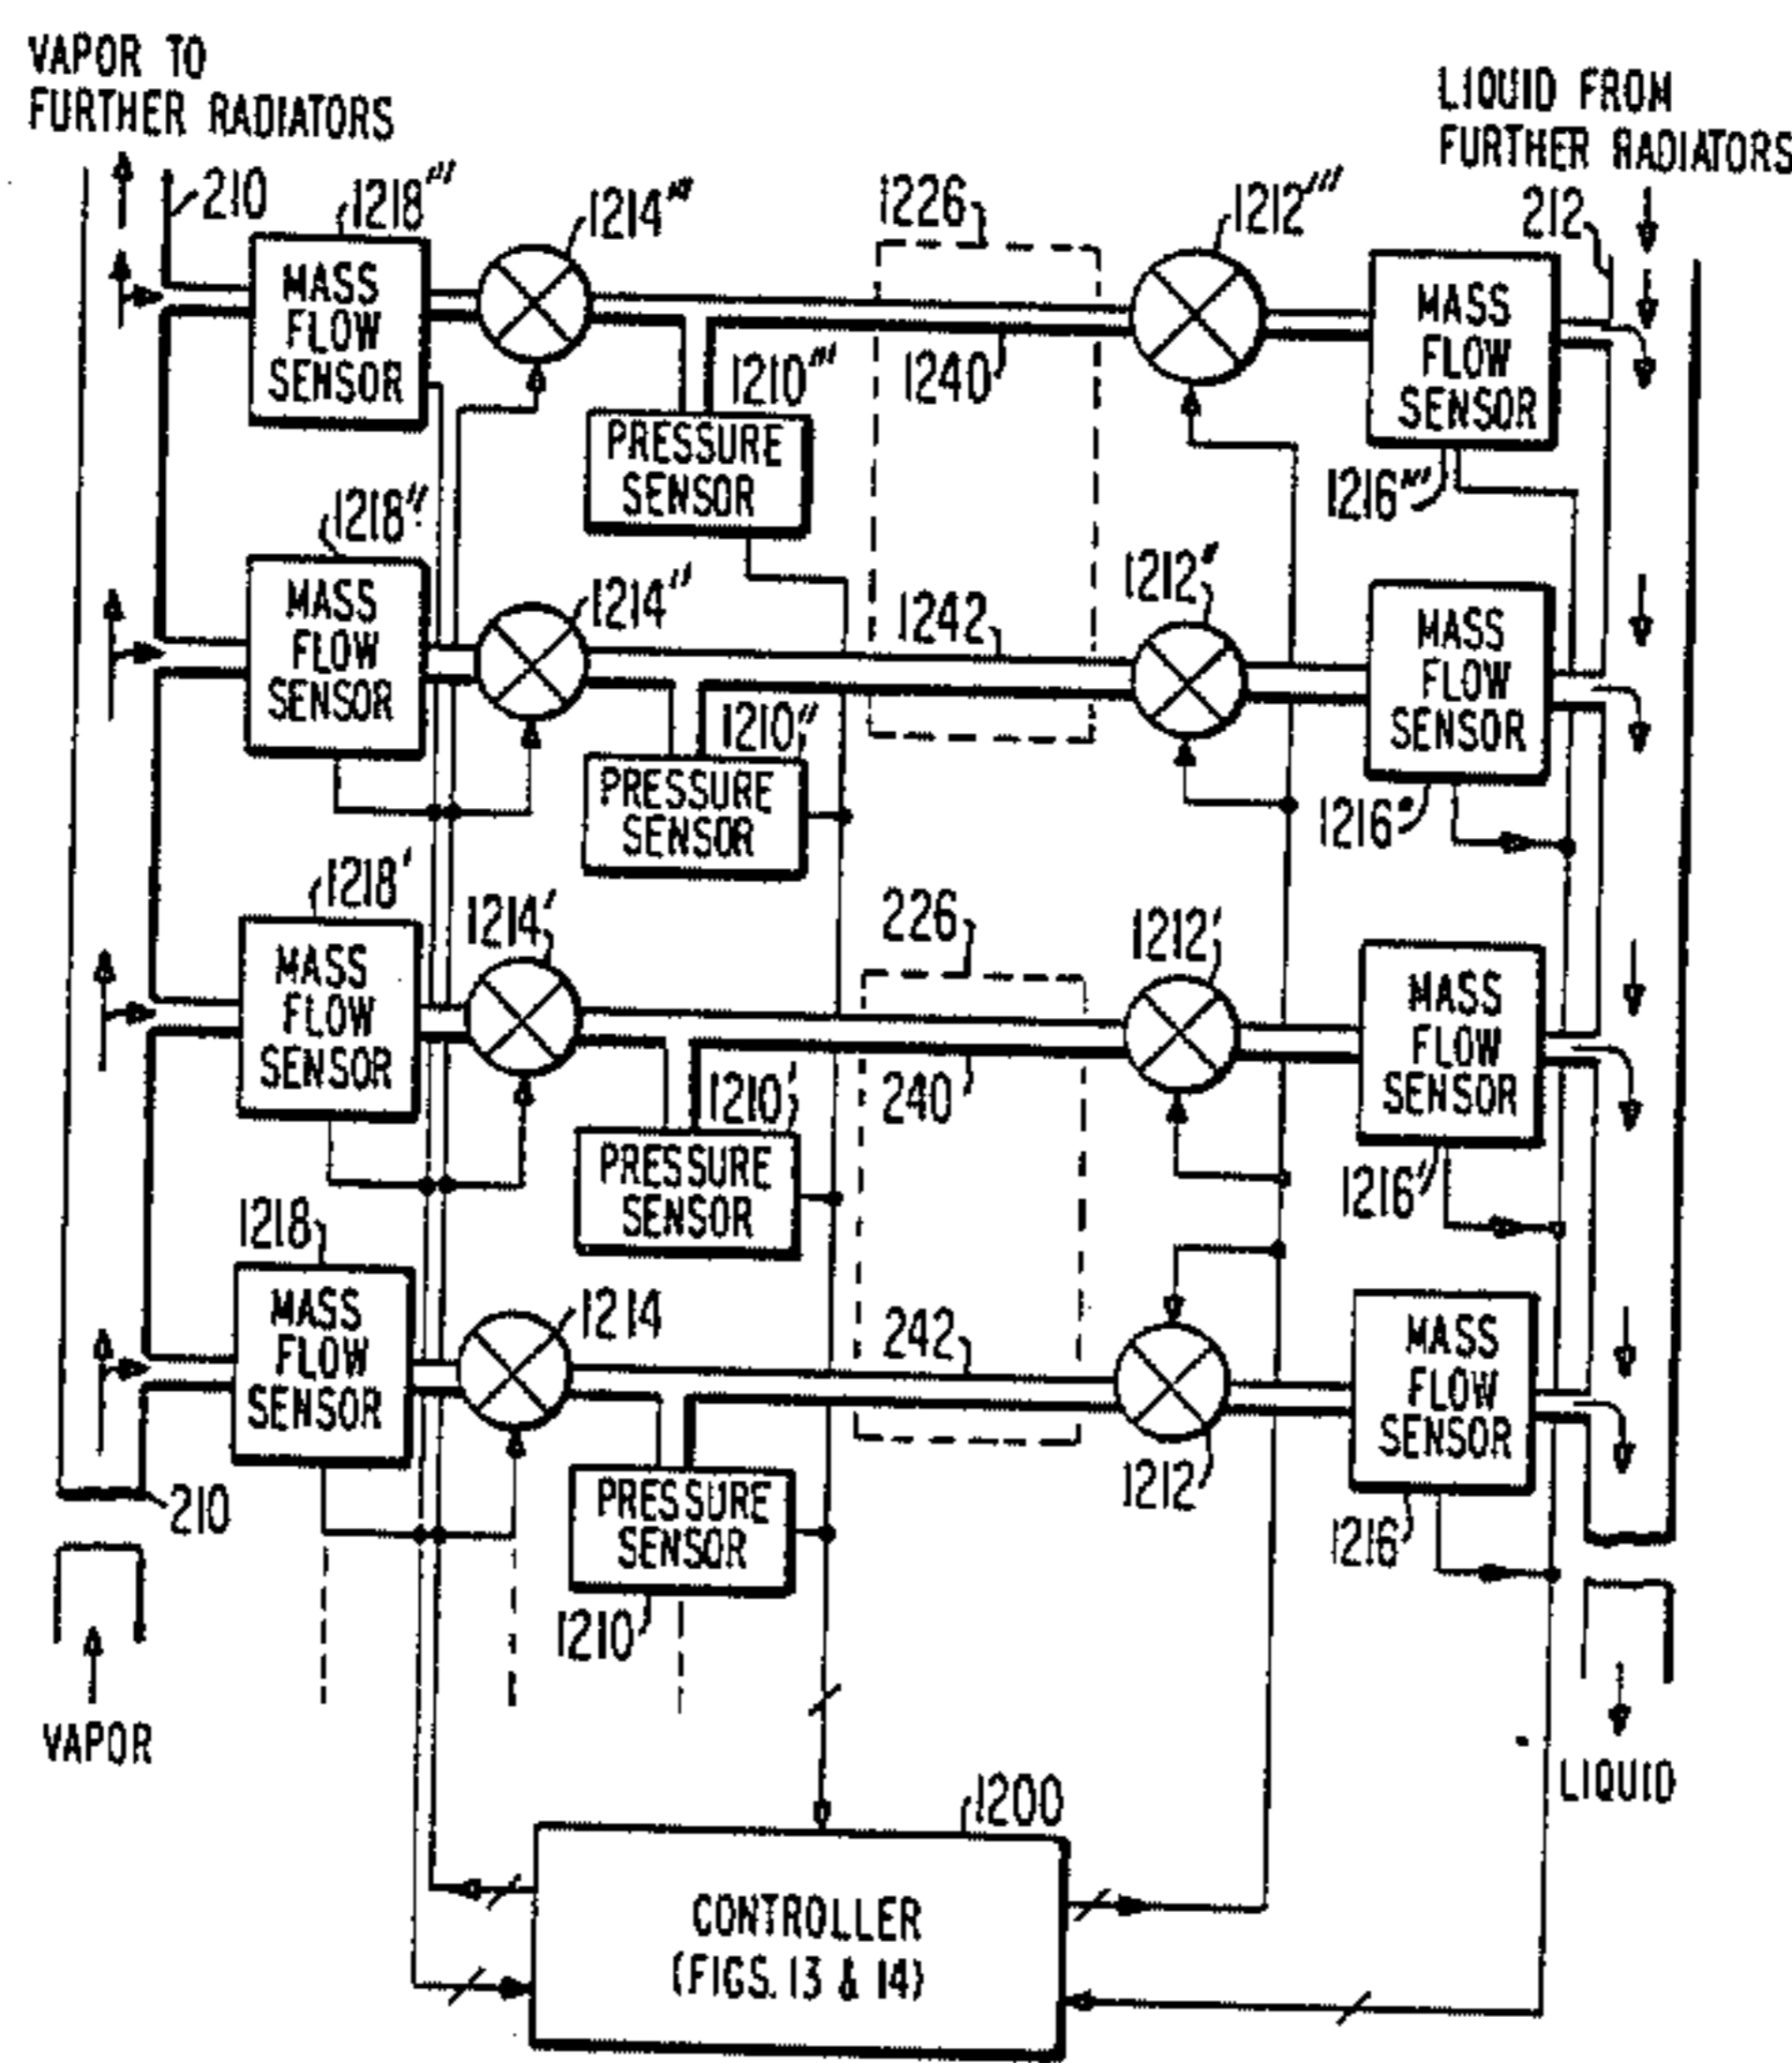 VAPOR TO
FURTHER RADIATORS
LIQUID FROM
FURTHER RADIATORS
210
1218'''
1214'''
1226
1212'''
212
MASS
FLOW
SENSOR
1210'''
1240
MASS
FLOW
SENSOR
PRESSURE
SENSOR
1216'''
1218''
1214''
1242
1212''
MASS
FLOW
SENSOR
1210''
MASS
FLOW
SENSOR
PRESSURE
SENSOR
1216''
1218'
1214'
226
1212'
MASS
FLOW
SENSOR
1210'
240
MASS
FLOW
SENSOR
PRESSURE
SENSOR
1216'
1218
1214
242
MASS
FLOW
SENSOR
MASS
FLOW
SENSOR
1212
210
PRESSURE
SENSOR
1216
1210
VAPOR
LIQUID
1200
CONTROLLER
(FIGS. 13 & 14)